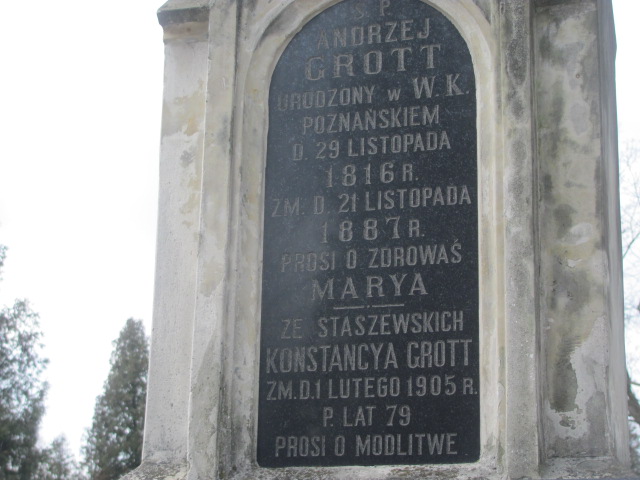 Ś.P.
ANDRZEJ
GROTT
URODZONY w W.K.
POZNAŃSKIEM
D. 29 LISTOPADA
1816 R.
ZM. D. 21 LISTOPADA
1887 R.
PROSI O ZDROWAŚ
MARYA
ZE STASZEWSKICH
KONSTANCYA GROTT
ZM.D.1 LUTEGO 1905 R.
P. LAT 79
PROSI O MODLITWE